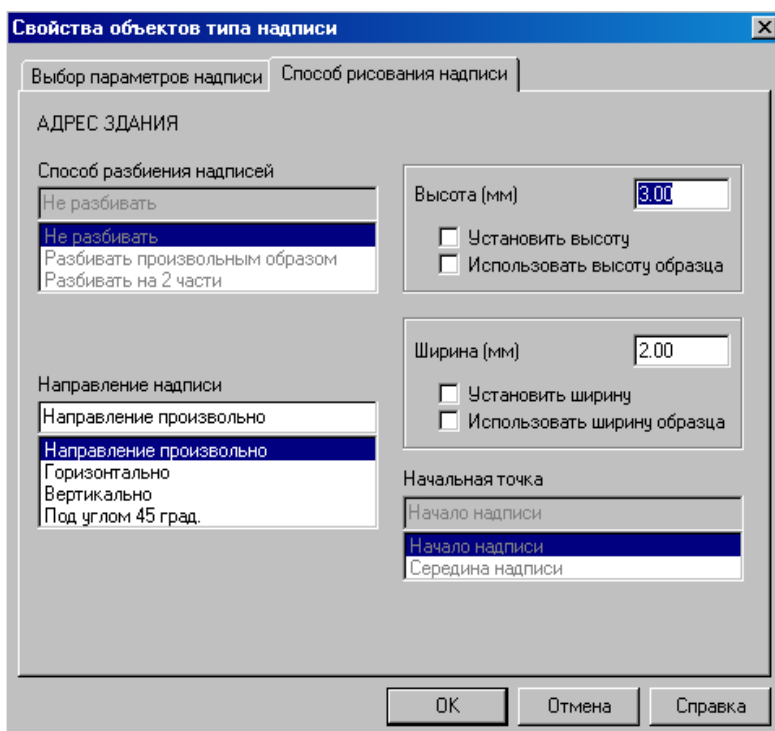 Свойства объектов типа надписи
Выбор параметров надписи
Способ рисования надписи
АДРЕС ЗДАНИЯ
Способ разбиения надписей
Не разбивать
Не разбивать
Разбивать произвольным образом
Разбивать на 2 части
Направление надписи
Направление произвольно
Направление произвольно
Горизонтально
Вертикально
Под углом 45 град.
Высота (мм) 3.00
Установить высоту
Использовать высоту образца
Ширина (мм) 2.00
Установить ширину
Использовать ширину образца
Начальная точка
Начало надписи
Начало надписи
Середина надписи
OK
Отмена
Справка